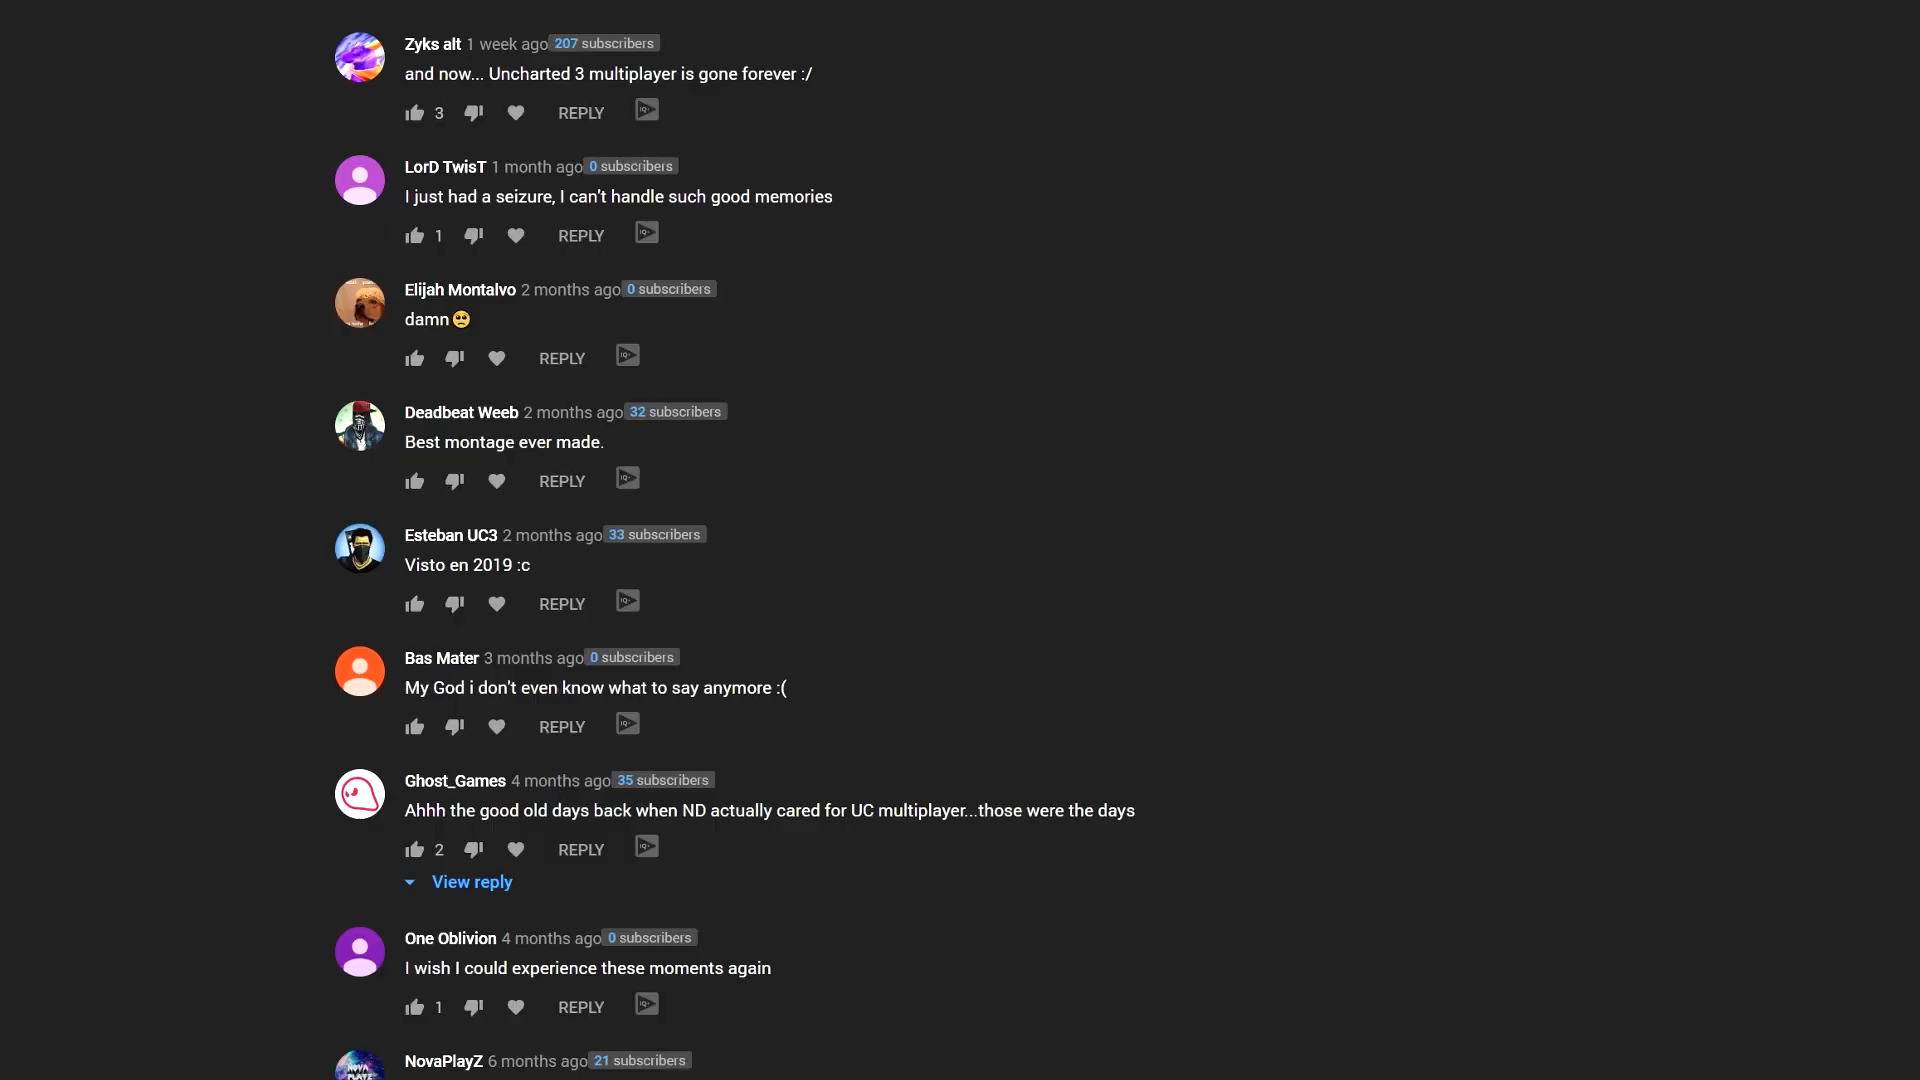 Zyks alt 1 week ago 207 subscribers
and now... Uncharted 3 multiplayer is gone forever :/
3 REPLY
LorD TwisT 1 month ago 0 subscribers
I just had a seizure, I can't handle such good memories
1 REPLY
Elijah Montalvo 2 months ago 0 subscribers
damn🥺
REPLY
Deadbeat Weeb 2 months ago 32 subscribers
Best montage ever made.
REPLY
Esteban UC3 2 months ago 33 subscribers
Visto en 2019 :c
REPLY
Bas Mater 3 months ago 0 subscribers
My God i don't even know what to say anymore :(
REPLY
Ghost_Games 4 months ago 35 subscribers
Ahhh the good old days back when ND actually cared for UC multiplayer...those were the days
2 REPLY
View reply
One Oblivion 4 months ago 0 subscribers
I wish I could experience these moments again
1 REPLY
NovaPlayZ 6 months ago 21 subscribers